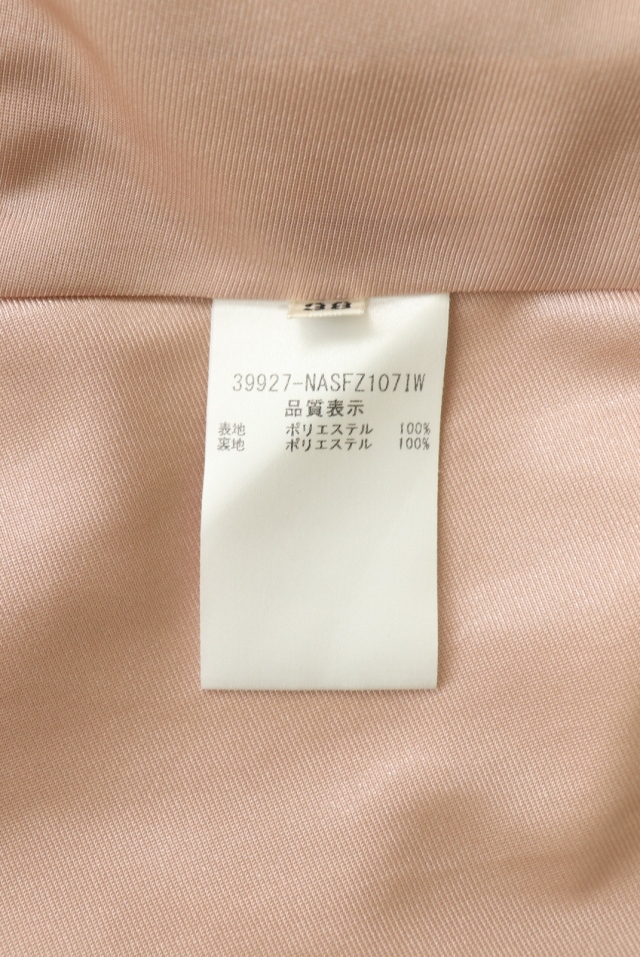 38
39927-NASFZ107IW
品質表示
表地 ポリエステル 100%
裏地 ポリエステル 100%